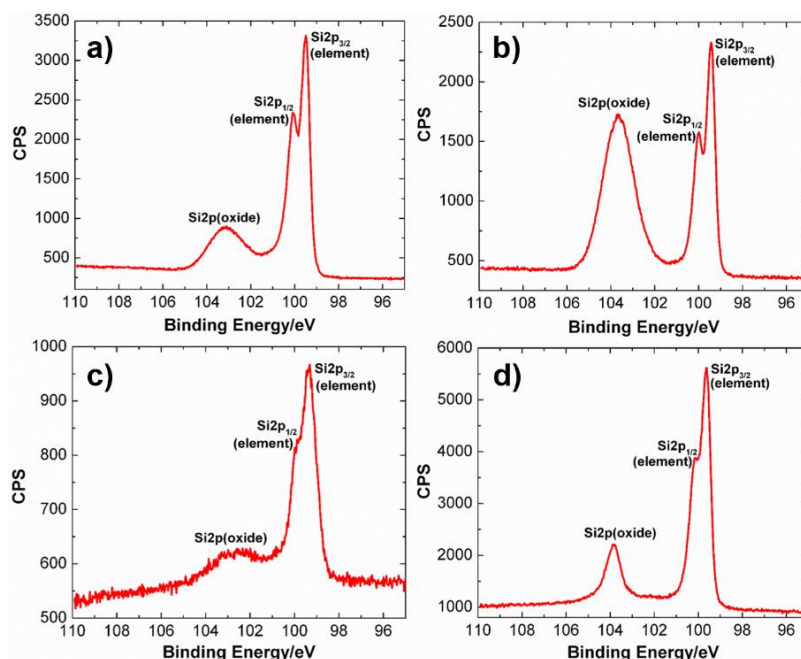 a)
Si2p3/2
(element)
Si2p1/2
(element)
Si2p(oxide)
CPS
3500
3000
2500
2000
1500
1000
500
110 108 106 104 102 100 98 96
Binding Energy/eV
b)
Si2p3/2
(element)
Si2p(oxide)
Si2p1/2
(element)
CPS
2500
2000
1500
1000
500
110 108 106 104 102 100 98 96
Binding Energy/eV
c)
Si2p3/2
(element)
Si2p1/2
(element)
Si2p(oxide)
CPS
1000
900
800
700
600
500
110 108 106 104 102 100 98 96
Binding Energy/eV
d)
Si2p3/2
(element)
Si2p1/2
(element)
Si2p(oxide)
CPS
6000
5000
4000
3000
2000
1000
110 108 106 104 102 100 98 96
Binding Energy/eV